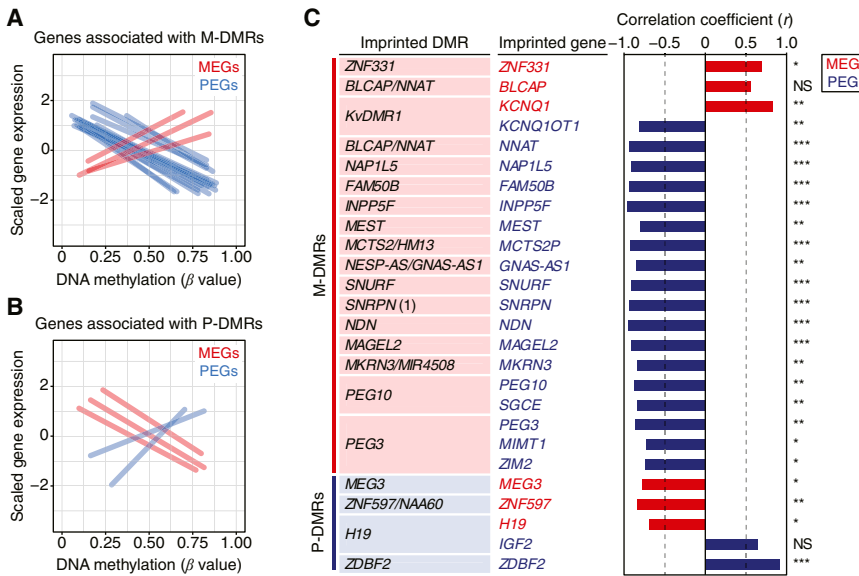 A
Genes associated with M-DMRs
MEGs
PEGs
Scaled gene expression
2
0
−2
0 0.25 0.50 0.75 1.00
DNA methylation (β value)
B
Genes associated with P-DMRs
MEGs
PEGs
Scaled gene expression
2
0
−2
0 0.25 0.50 0.75 1.00
DNA methylation (β value)
C
Correlation coefficient (r)
Imprinted DMR Imprinted gene −1.0 −0.5 0 0.5 1.0
MEG
PEG
M-DMRs
ZNF331 ZNF331 *
BLCAP/NNAT BLCAP NS
KvDMR1 KCNQ1 **
KCNQ1OT1 **
BLCAP/NNAT NNAT ***
NAP1L5 NAP1L5 ***
FAM50B FAM50B ***
INPP5F INPP5F ***
MEST MEST **
MCTS2/HM13 MCTS2P ***
NESP-AS/GNAS-AS1 GNAS-AS1 **
SNURF SNURF ***
SNRPN (1) SNRPN ***
NDN NDN ***
MAGEL2 MAGEL2 ***
MKRN3/MIR4508 MKRN3 **
PEG10 PEG10 **
SGCE **
PEG3 PEG3 **
MIMT1 *
ZIM2 *
P-DMRs
MEG3 MEG3 *
ZNF597/NAA60 ZNF597 **
H19 H19 *
IGF2 NS
ZDBF2 ZDBF2 ***